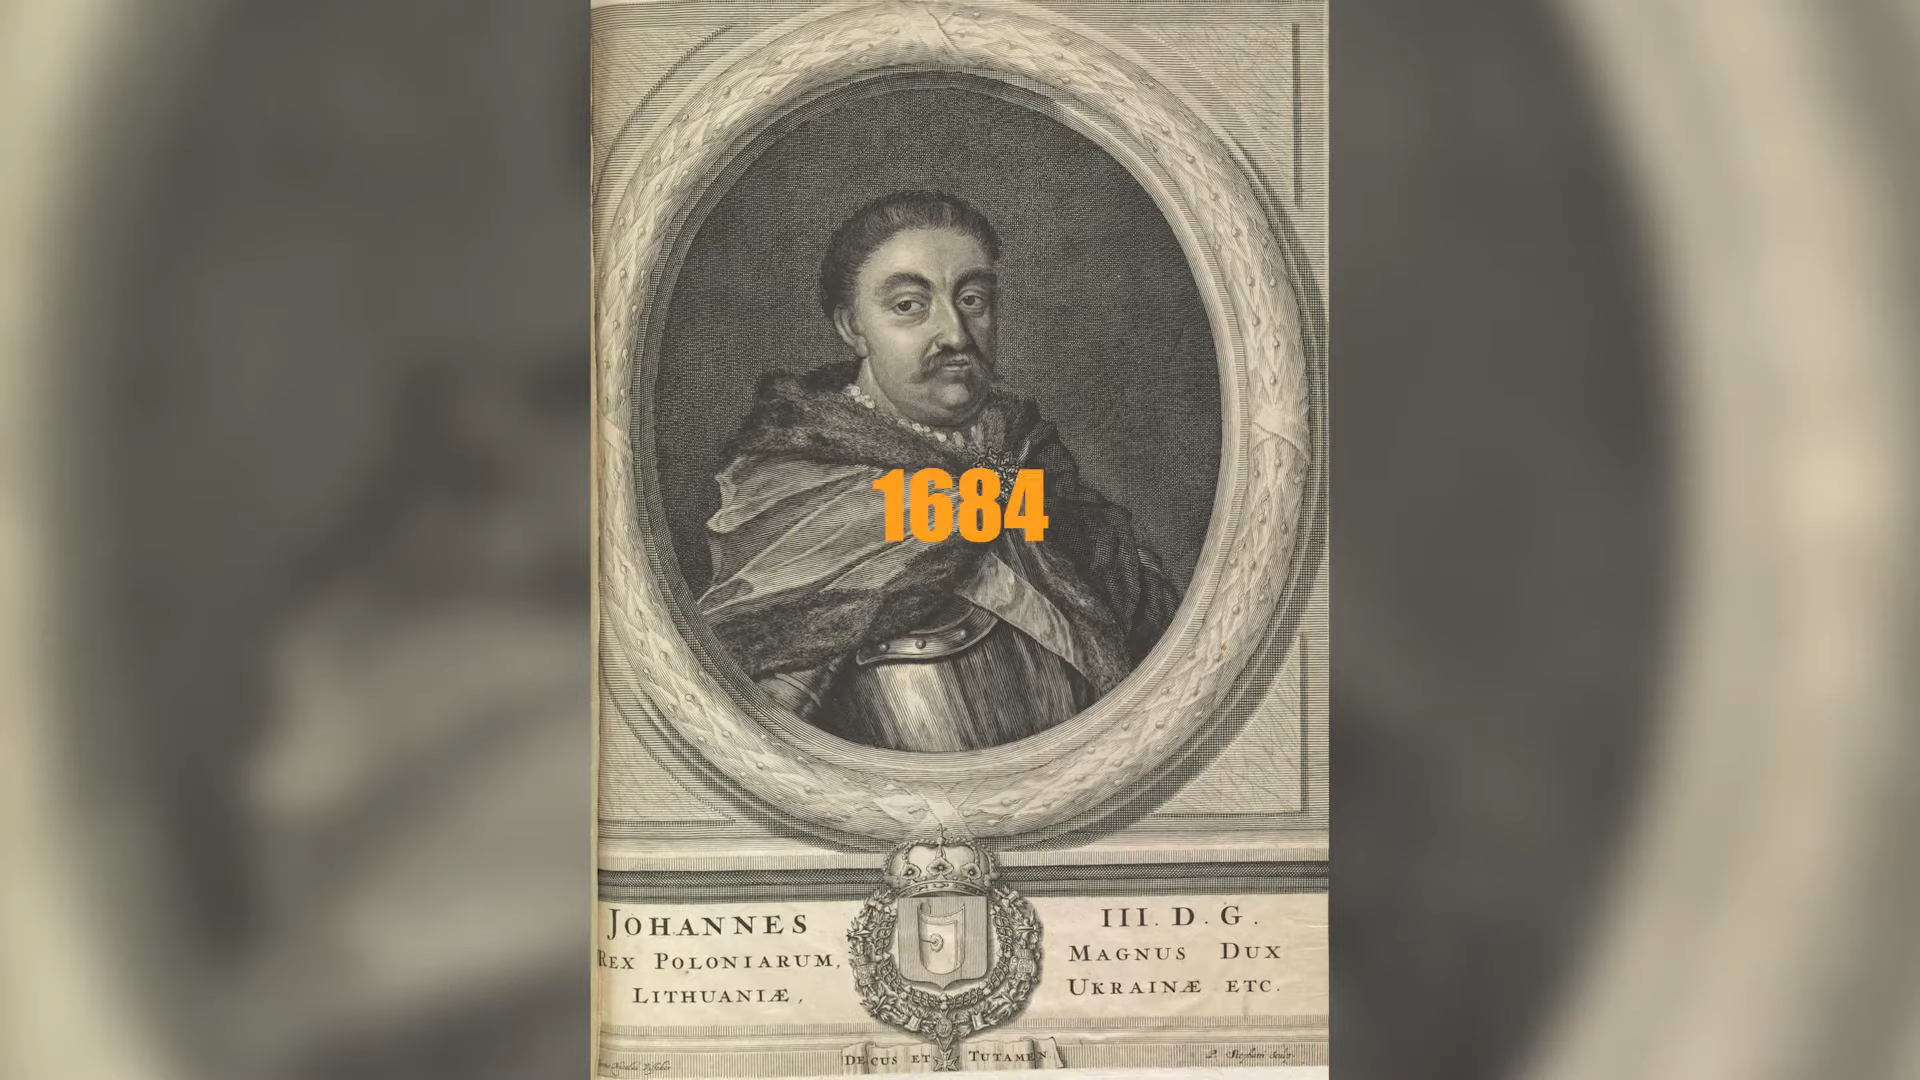 1684
JOHANNES III. D. G.
REX POLONIARUM, MAGNUS DUX
LITHUANIÆ, UKRAINÆ ETC.
DECUS ET TUTAMEN